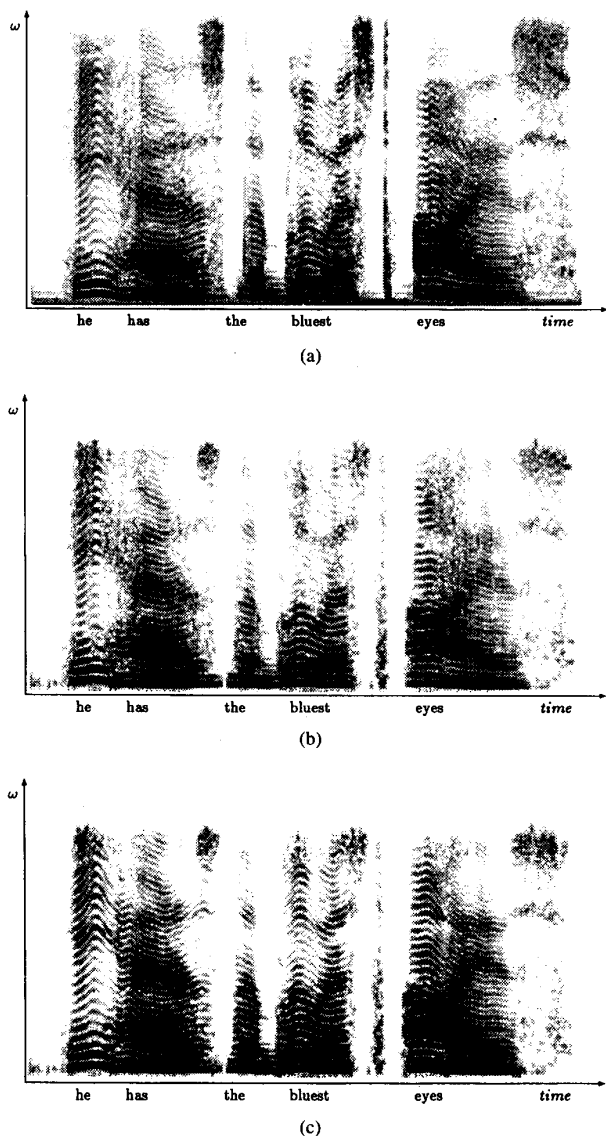 ω
he has the bluest eyes time
(a)
ω
he has the bluest eyes time
(b)
ω
he has the bluest eyes time
(c)